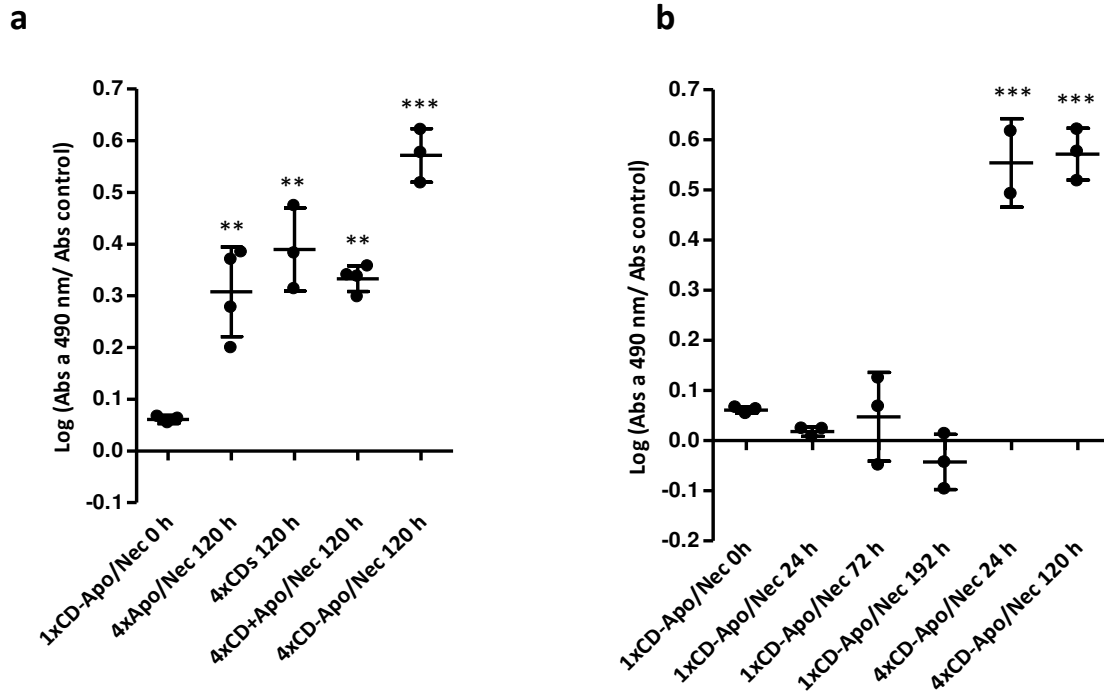 a
Log (Abs a 490 nm/ Abs control)
0.7
0.6
0.5
0.4
0.3
0.2
0.1
0.0
-0.1
**
**
**
***
1xCD-Apo/Nec 0 h
4xApo/Nec 120 h
4xCDs 120 h
4xCD+Apo/Nec 120 h
4xCD-Apo/Nec 120 h
b
Log (Abs a 490 nm/ Abs control)
0.7
0.6
0.5
0.4
0.3
0.2
0.1
0.0
-0.1
-0.2
***
***
1xCD-Apo/Nec 0h
1xCD-Apo/Nec 24 h
1xCD-Apo/Nec 72 h
1xCD-Apo/Nec 192 h
4xCD-Apo/Nec 24 h
4xCD-Apo/Nec 120 h